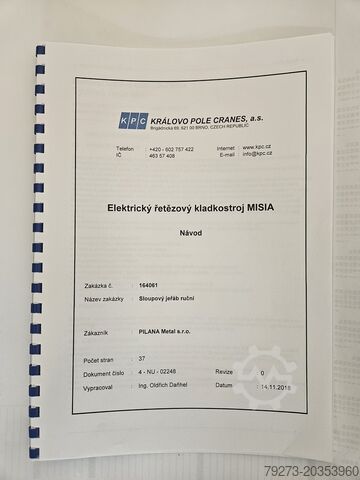 KPC KRÁLOVO POLE CRANES, a.s.
Brigádnická 69, 621 00 BRNO, CZECH REPUBLIC
Telefon : +420 - 602 757 422 Internet : www.kpc.cz
IČ : 463 57 408 E-mail : info@kpc.cz
Elektrický řetězový kladkostroj MISIA
Návod
Zakázka č. : 164061
Název zakázky : Sloupový jeřáb ruční
Zákazník : PILANA Metal s.r.o.
Počet stran : 37
Dokument číslo : 4 - NU - 02248 Revize : 0
Vypracoval : Ing. Oldřich Daňhel Datum : 14.11.2018
79273-20353960